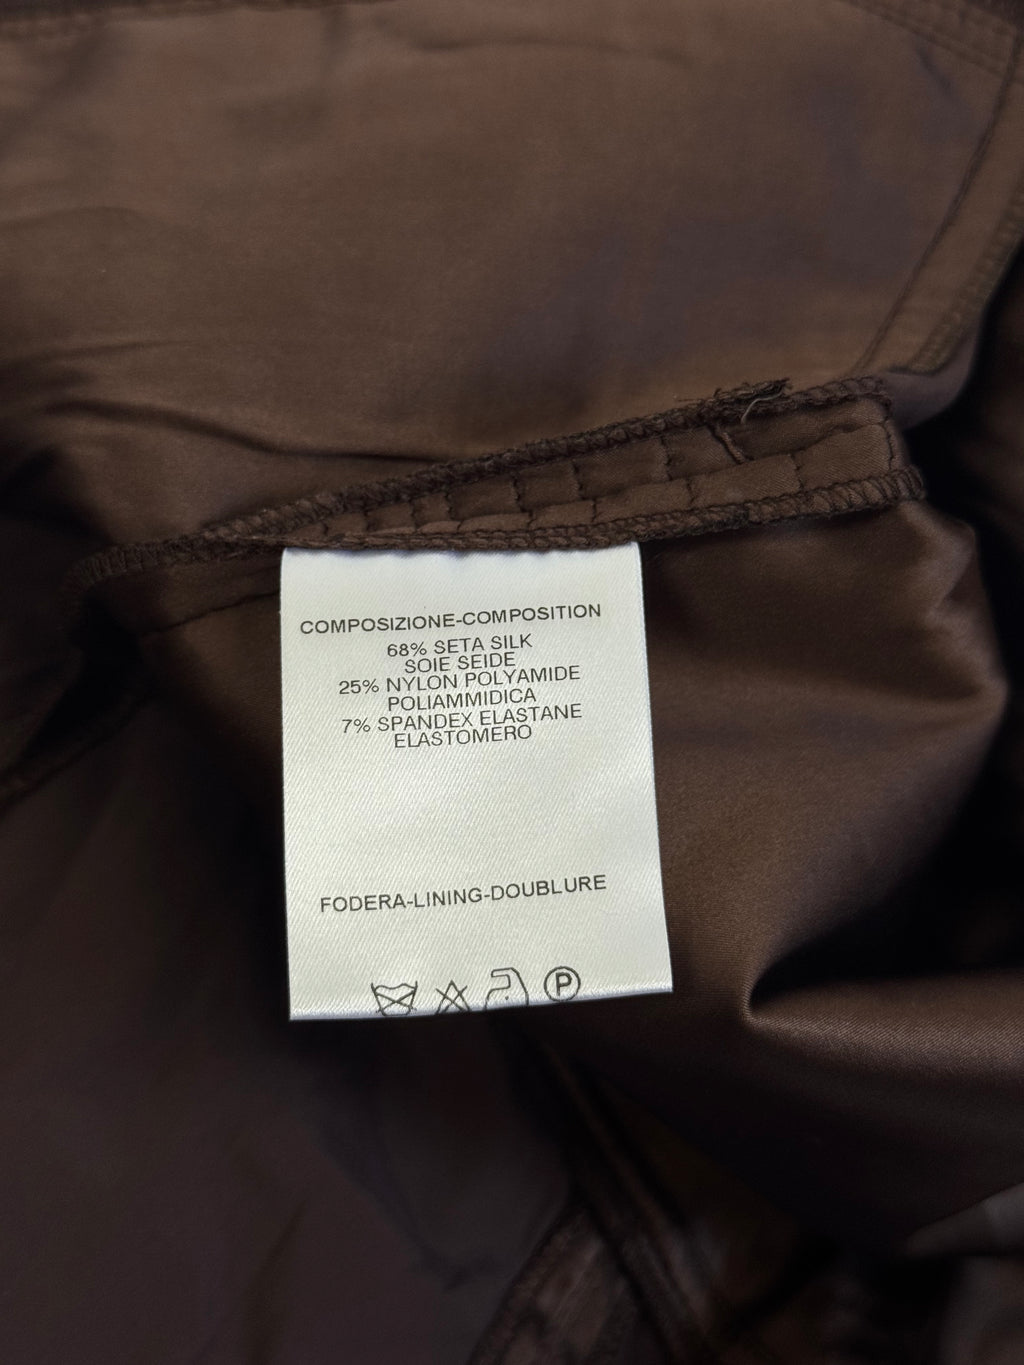 COMPOSIZIONE-COMPOSITION
68% SETA SILK
SOIE SEIDE
25% NYLON POLYAMIDE
POLIAMMIDICA
7% SPANDEX ELASTANE
ELASTOMERO
FODERA-LINING-DOUBLURE
P